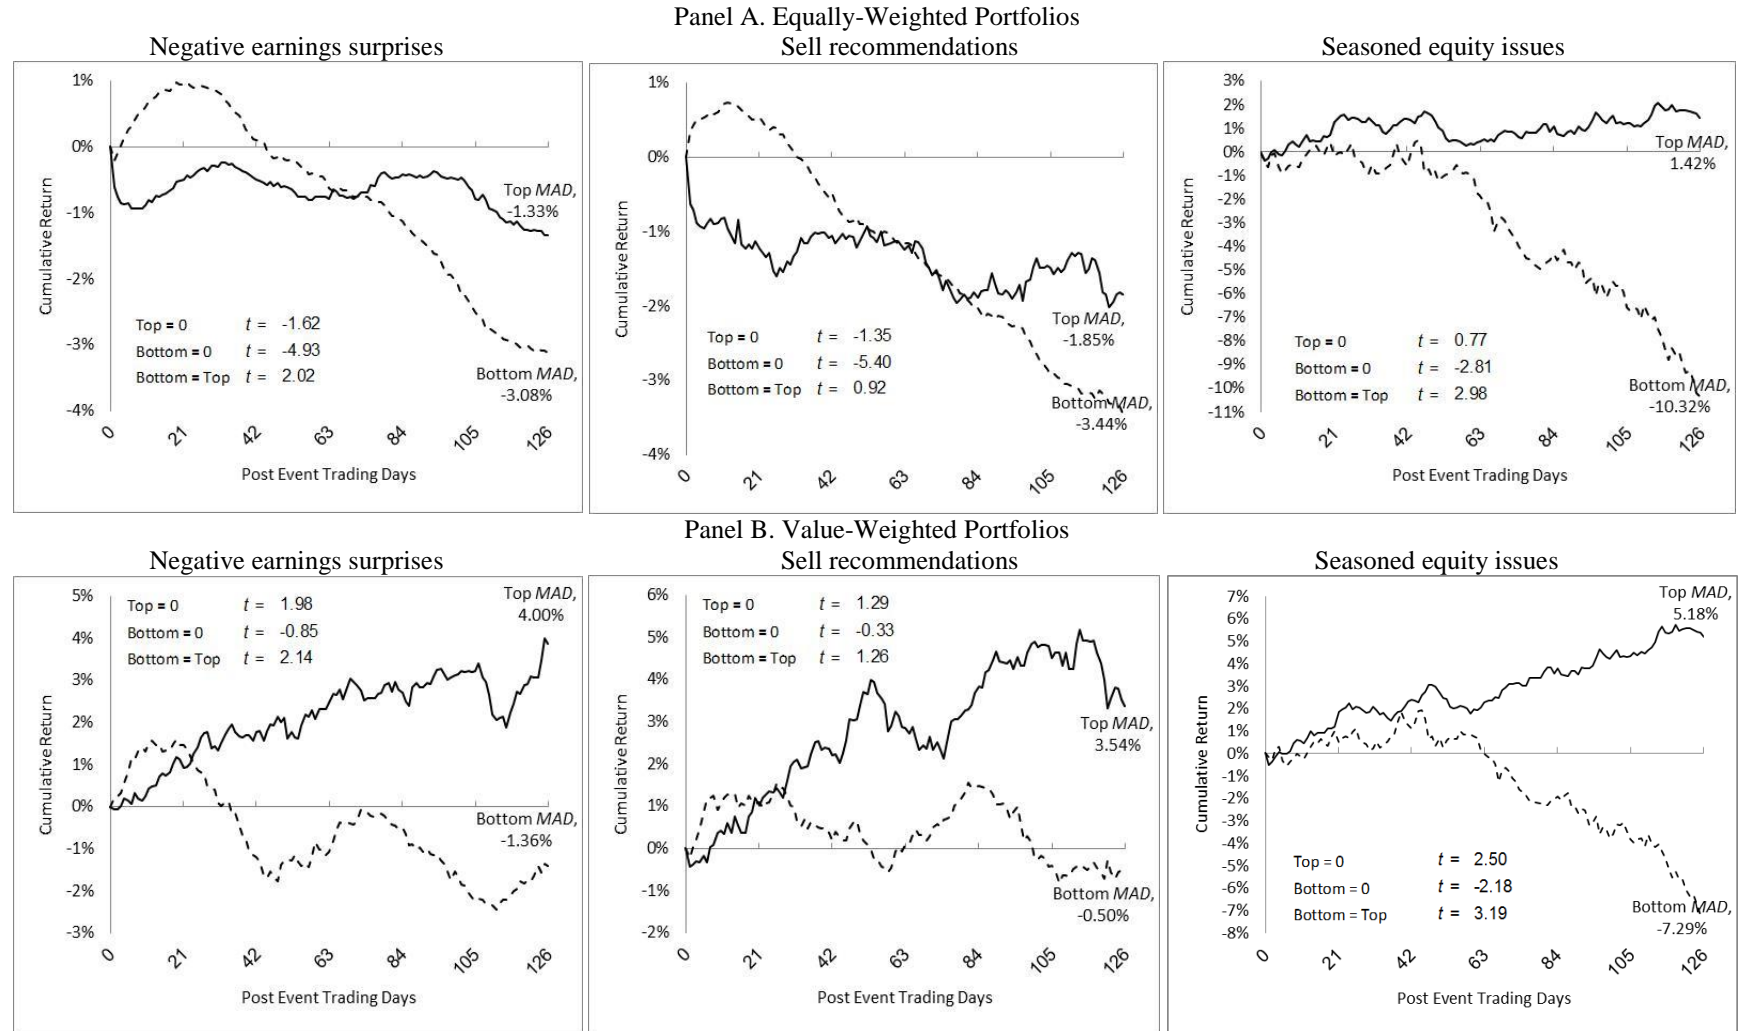 Panel A. Equally-Weighted Portfolios
Negative earnings surprises
Cumulative Return
1%
0%
-1%
-2%
-3%
-4%
Top MAD,
-1.33%
Top = 0 t = -1.62
Bottom = 0 t = -4.93
Bottom = Top t = 2.02
Bottom MAD,
-3.08%
0 21 42 63 84 105 126
Post Event Trading Days
Sell recommendations
Cumulative Return
1%
0%
-1%
-2%
-3%
-4%
Top MAD,
-1.85%
Top = 0 t = -1.35
Bottom = 0 t = -5.40
Bottom = Top t = 0.92
Bottom MAD,
-3.44%
0 21 42 63 84 105 126
Post Event Trading Days
Seasoned equity issues
Cumulative Return
3%
2%
1%
0%
-1%
-2%
-3%
-4%
-5%
-6%
-7%
-8%
-9%
-10%
-11%
Top MAD,
1.42%
Top = 0 t = 0.77
Bottom = 0 t = -2.81
Bottom = Top t = 2.98
Bottom MAD,
-10.32%
0 21 42 63 84 105 126
Post Event Trading Days
Panel B. Value-Weighted Portfolios
Negative earnings surprises
Cumulative Return
5%
4%
3%
2%
1%
0%
-1%
-2%
-3%
Top = 0 t = 1.98
Bottom = 0 t = -0.85
Bottom = Top t = 2.14
Top MAD,
4.00%
Bottom MAD,
-1.36%
0 21 42 63 84 105 126
Post Event Trading Days
Sell recommendations
Cumulative Return
6%
5%
4%
3%
2%
1%
0%
-1%
-2%
Top = 0 t = 1.29
Bottom = 0 t = -0.33
Bottom = Top t = 1.26
Top MAD,
3.54%
Bottom MAD,
-0.50%
0 21 42 63 84 105 126
Post Event Trading Days
Seasoned equity issues
Cumulative Return
7%
6%
5%
4%
3%
2%
1%
0%
-1%
-2%
-3%
-4%
-5%
-6%
-7%
-8%
Top MAD,
5.18%
Top = 0 t = 2.50
Bottom = 0 t = -2.18
Bottom = Top t = 3.19
Bottom MAD,
-7.29%
0 21 42 63 84 105 126
Post Event Trading Days